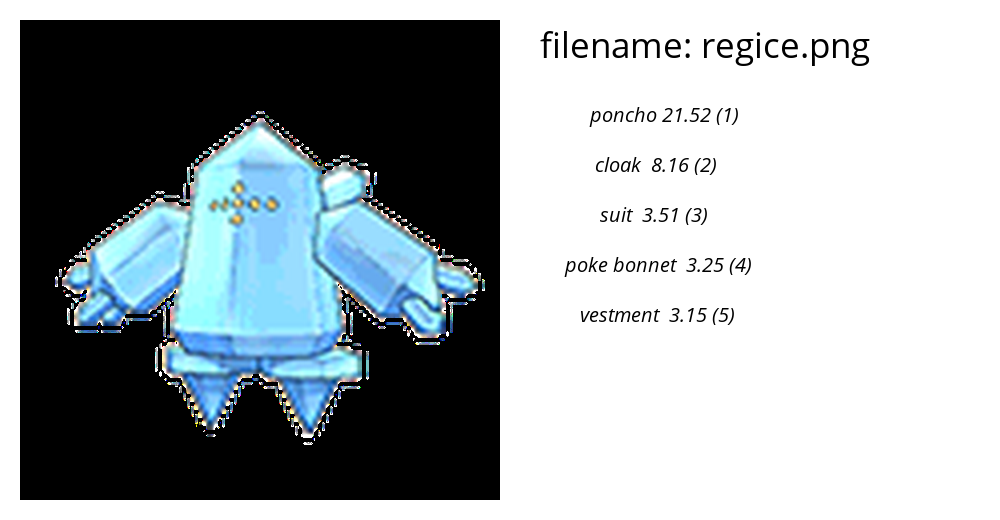 filename: regice.png
poncho 21.52 (1)
cloak  8.16 (2)
suit  3.51 (3)
poke bonnet  3.25 (4)
vestment  3.15 (5)